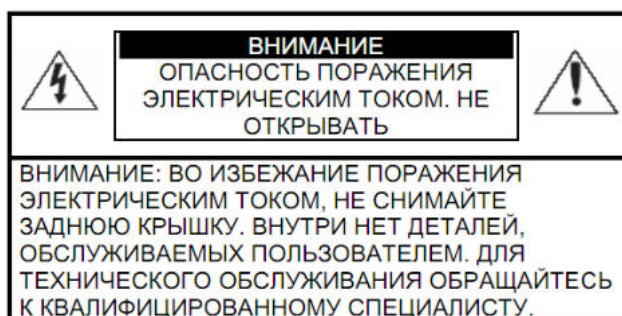 ВНИМАНИЕ
ОПАСНОСТЬ ПОРАЖЕНИЯ
ЭЛЕКТРИЧЕСКИМ ТОКОМ. НЕ
ОТКРЫВАТЬ
ВНИМАНИЕ: ВО ИЗБЕЖАНИЕ ПОРАЖЕНИЯ
ЭЛЕКТРИЧЕСКИМ ТОКОМ, НЕ СНИМАЙТЕ
ЗАДНЮЮ КРЫШКУ. ВНУТРИ НЕТ ДЕТАЛЕЙ,
ОБСЛУЖИВАЕМЫХ ПОЛЬЗОВАТЕЛЕМ. ДЛЯ
ТЕХНИЧЕСКОГО ОБСЛУЖИВАНИЯ ОБРАЩАЙТЕСЬ
К КВАЛИФИЦИРОВАННОМУ СПЕЦИАЛИСТУ.